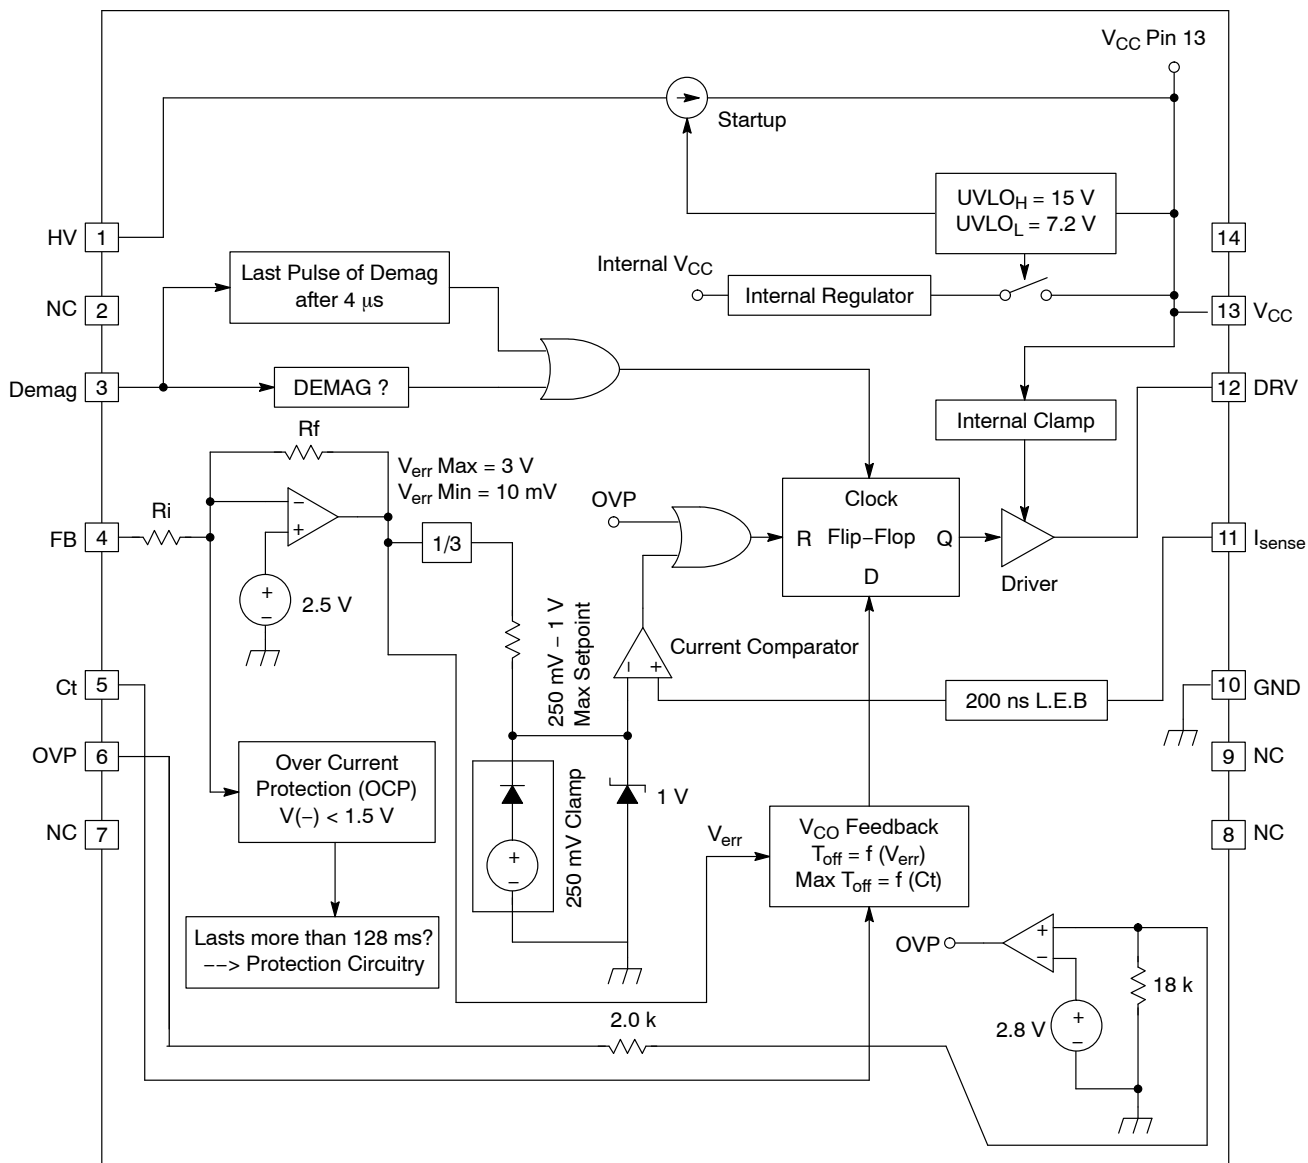 V_CC Pin 13
Startup
UVLO_H = 15 V
UVLO_L = 7.2 V
HV
1
14
Last Pulse of Demag
after 4 μs
Internal V_CC
Internal Regulator
NC
2
13
V_CC
Demag
3
DEMAG ?
12
DRV
Internal Clamp
Rf
V_err Max = 3 V
V_err Min = 10 mV
−
+
Ri
FB
4
1/3
OVP
Clock
R
Flip−Flop
Q
D
Driver
11
I_sense
+
−
2.5 V
250 mV − 1 V
Max Setpoint
Current Comparator
−
+
Ct
5
200 ns L.E.B
10
GND
OVP
6
9
NC
Over Current
Protection (OCP)
V(−) < 1.5 V
250 mV Clamp
+
−
1 V
NC
7
V_err
V_CO Feedback
T_off = f (V_err)
Max T_off = f (Ct)
8
NC
Lasts more than 128 ms?
−−> Protection Circuitry
OVP
+
−
18 k
2.8 V
+
−
2.0 k